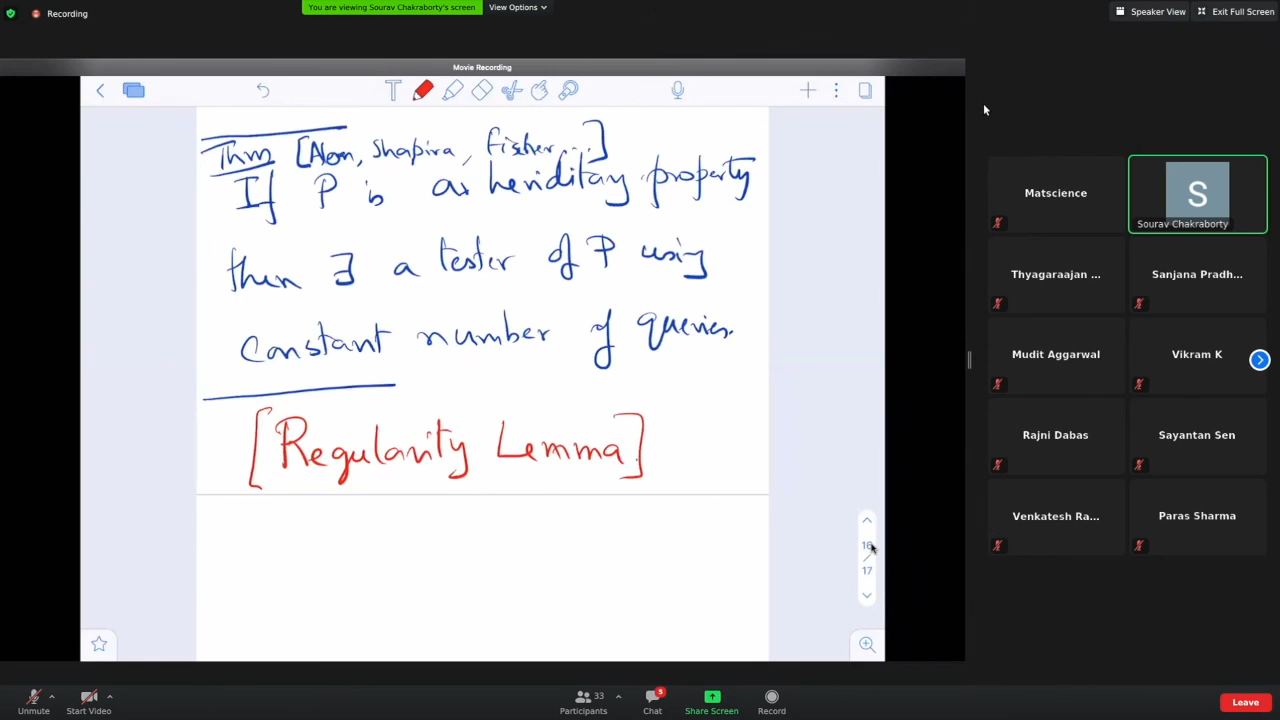 Recording
You are viewing Sourav Chakraborty's screen
View Options
Speaker View
Exit Full Screen
Movie Recording
Thm [Alon, Shapira, Fischer...]
If P is a heriditay property
then ∃ a tester of P using
constant number of queries.
[Regularity Lemma]
17
Matscience
S
Sourav Chakraborty
Thyagaraajan ...
Sanjana Pradh...
Mudit Aggarwal
Vikram K
Rajni Dabas
Sayantan Sen
Venkatesh Ra...
Paras Sharma
Unmute
Start Video
33
Participants
5
Chat
Share Screen
Record
Leave